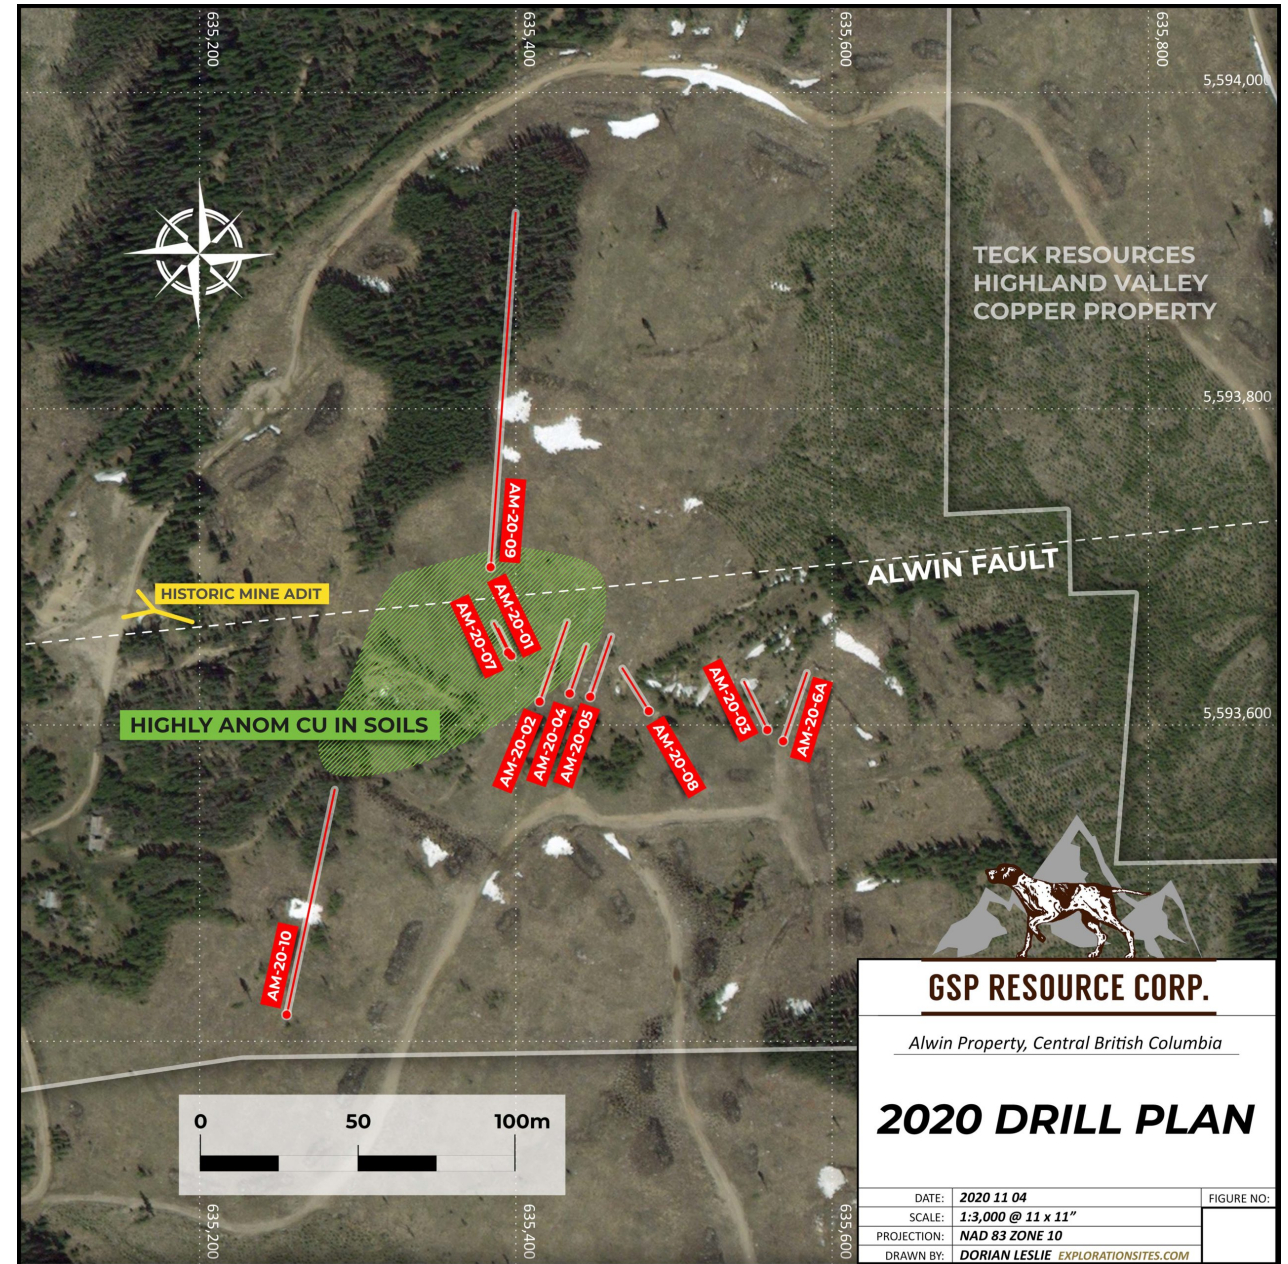 635,200
635,400
635,600
635,800
5,594,000
TECK RESOURCES
HIGHLAND VALLEY
COPPER PROPERTY
5,593,800
AM-20-09
ALWIN FAULT
HISTORIC MINE ADIT
AM-20-01
AM-20-07
HIGHLY ANOM CU IN SOILS
AM-20-02
AM-20-04
AM-20-05
AM-20-08
AM-20-03
AM-20-6A
5,593,600
AM-20-10
GSP RESOURCE CORP.
Alwin Property, Central British Columbia
2020 DRILL PLAN
0 50 100m
DATE: 2020 11 04 FIGURE NO:
SCALE: 1:3,000 @ 11 x 11”
PROJECTION: NAD 83 ZONE 10
DRAWN BY: DORIAN LESLIE EXPLORATIONSITES.COM
635,200
635,400
635,600